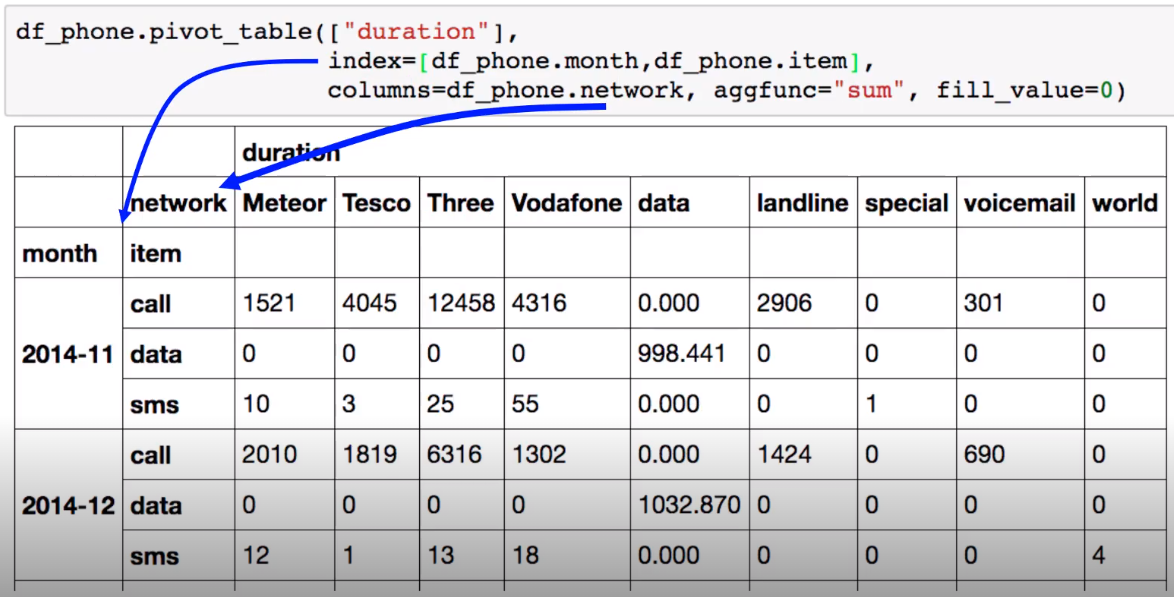 df_phone.pivot_table(["duration"],
index=[df_phone.month,df_phone.item],
columns=df_phone.network, aggfunc="sum", fill_value=0)
duration
network Meteor Tesco Three Vodafone data landline special voicemail world
month item
call 1521 4045 12458 4316 0.000 2906 0 301 0
2014-11 data 0 0 0 0 998.441 0 0 0 0
sms 10 3 25 55 0.000 0 1 0 0
call 2010 1819 6316 1302 0.000 1424 0 690 0
2014-12 data 0 0 0 0 1032.870 0 0 0 0
sms 12 1 13 18 0.000 0 0 0 4